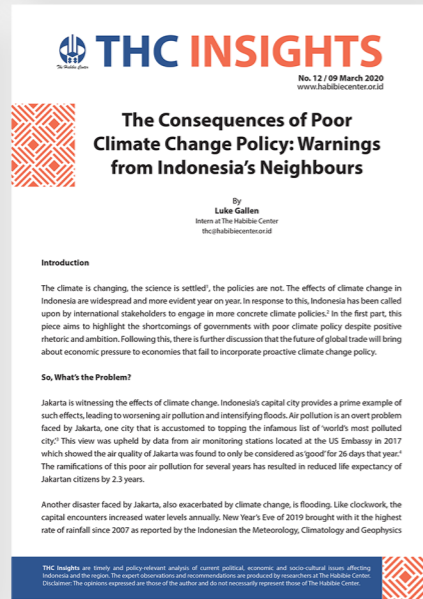 The Habibie Center
THC INSIGHTS
No. 12 / 09 March 2020
www.habibiecenter.or.id
The Consequences of Poor
Climate Change Policy: Warnings
from Indonesia's Neighbours
By
Luke Gallen
Intern at The Habibie Center
thc@habibiecenter.or.id
Introduction
The climate is changing, the science is settled¹, the policies are not. The effects of climate change in
Indonesia are widespread and more evident year on year. In response to this, Indonesia has been called
upon by international stakeholders to engage in more concrete climate policies.² In the first part, this
piece aims to highlight the shortcomings of governments with poor climate policy despite positive
rhetoric and ambition. Following this, there is further discussion that the future of global trade will bring
about economic pressure to economies that fail to incorporate proactive climate change policy.
So, What's the Problem?
Jakarta is witnessing the effects of climate change. Indonesia's capital city provides a prime example of
such effects, leading to worsening air pollution and intensifying floods. Air pollution is an overt problem
faced by Jakarta, one city that is accustomed to topping the infamous list of 'world's most polluted
city.'³ This view was upheld by data from air monitoring stations located at the US Embassy in 2017
which showed the air quality of Jakarta was found to only be considered as 'good' for 26 days that year.⁴
The ramifications of this poor air pollution for several years has resulted in reduced life expectancy of
Jakartan citizens by 2.3 years.
Another disaster faced by Jakarta, also exacerbated by climate change, is flooding. Like clockwork, the
capital encounters increased water levels annually. New Year's Eve of 2019 brought with it the highest
rate of rainfall since 2007 as reported by the Indonesian the Meteorology, Climatology and Geophysics
THC Insights are timely and policy-relevant analysis of current political, economic and socio-cultural issues affecting
Indonesia and the region. The expert observations and recommendations are produced by researchers at The Habibie Center.
Disclaimer: The opinions expressed are those of the author and do not necessarily represent those of The Habibie Center.